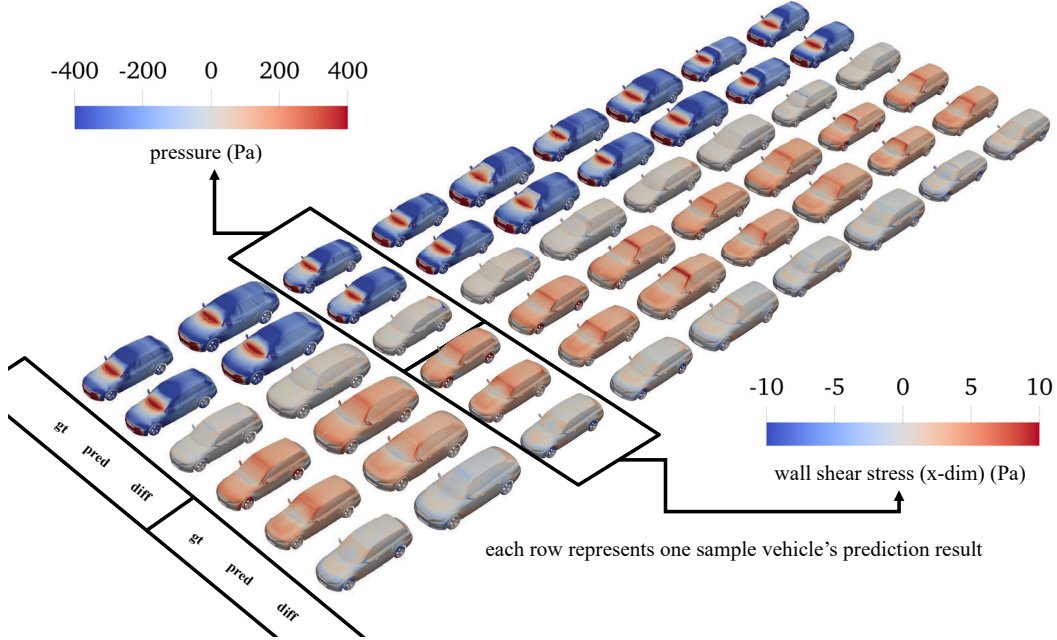 -400 -200 0 200 400
pressure (Pa)
-10 -5 0 5 10
wall shear stress (x-dim) (Pa)
gt
pred
diff
gt
pred
diff
each row represents one sample vehicle's prediction result